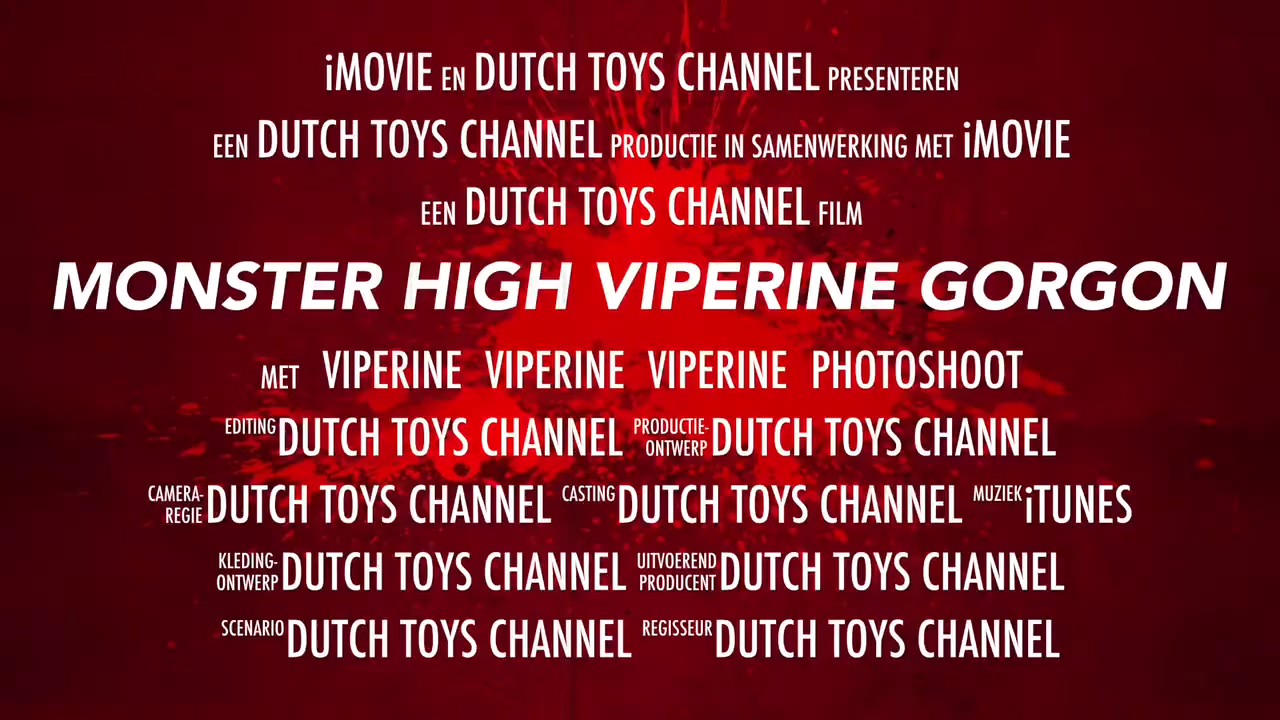 iMOVIE EN DUTCH TOYS CHANNEL PRESENTEREN
EEN DUTCH TOYS CHANNEL PRODUCTIE IN SAMENWERKING MET iMOVIE
EEN DUTCH TOYS CHANNEL FILM
MONSTER HIGH VIPERINE GORGON
MET VIPERINE VIPERINE VIPERINE PHOTOSHOOT
EDITING DUTCH TOYS CHANNEL PRODUCTIE-ONTWERP DUTCH TOYS CHANNEL
CAMERA-REGIE DUTCH TOYS CHANNEL CASTING DUTCH TOYS CHANNEL MUZIEK iTUNES
KLEDING-ONTWERP DUTCH TOYS CHANNEL UITVOEREND PRODUCENT DUTCH TOYS CHANNEL
SCENARIO DUTCH TOYS CHANNEL REGISSEUR DUTCH TOYS CHANNEL